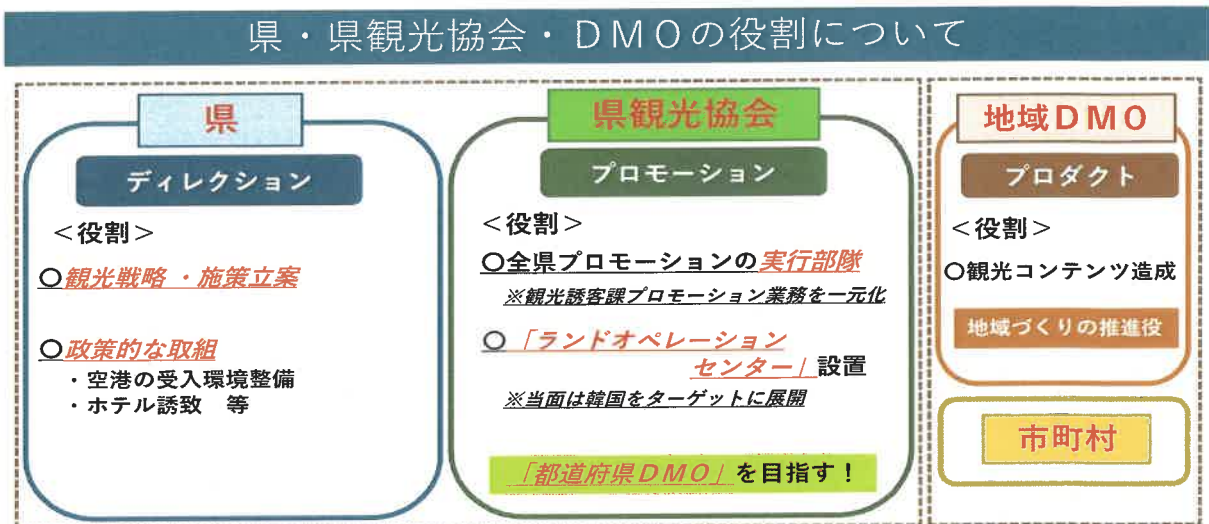 県・県観光協会・DMOの役割について
県
ディレクション
＜役割＞
○観光戦略・施策立案
○政策的な取組
・空港の受入環境整備
・ホテル誘致　等
県観光協会
プロモーション
＜役割＞
○全県プロモーションの実行部隊
※観光誘客課プロモーション業務を一元化
○「ランドオペレーション
センター」設置
※当面は韓国をターゲットに展開
「都道府県DMO」を目指す！
地域DMO
プロダクト
＜役割＞
○観光コンテンツ造成
地域づくりの推進役
市町村